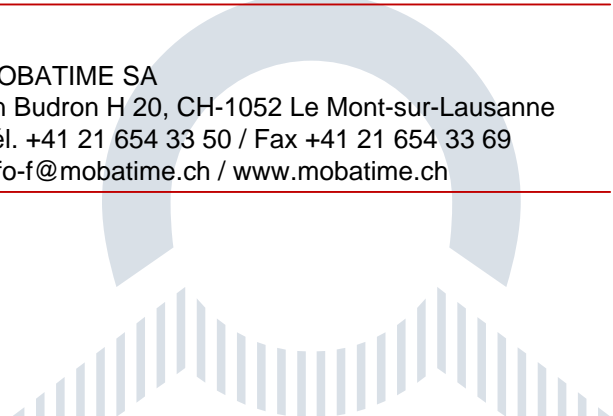 OBATIME SA
n Budron H 20, CH-1052 Le Mont-sur-Lausanne
él. +41 21 654 33 50 / Fax +41 21 654 33 69
fo-f@mobatime.ch / www.mobatime.ch